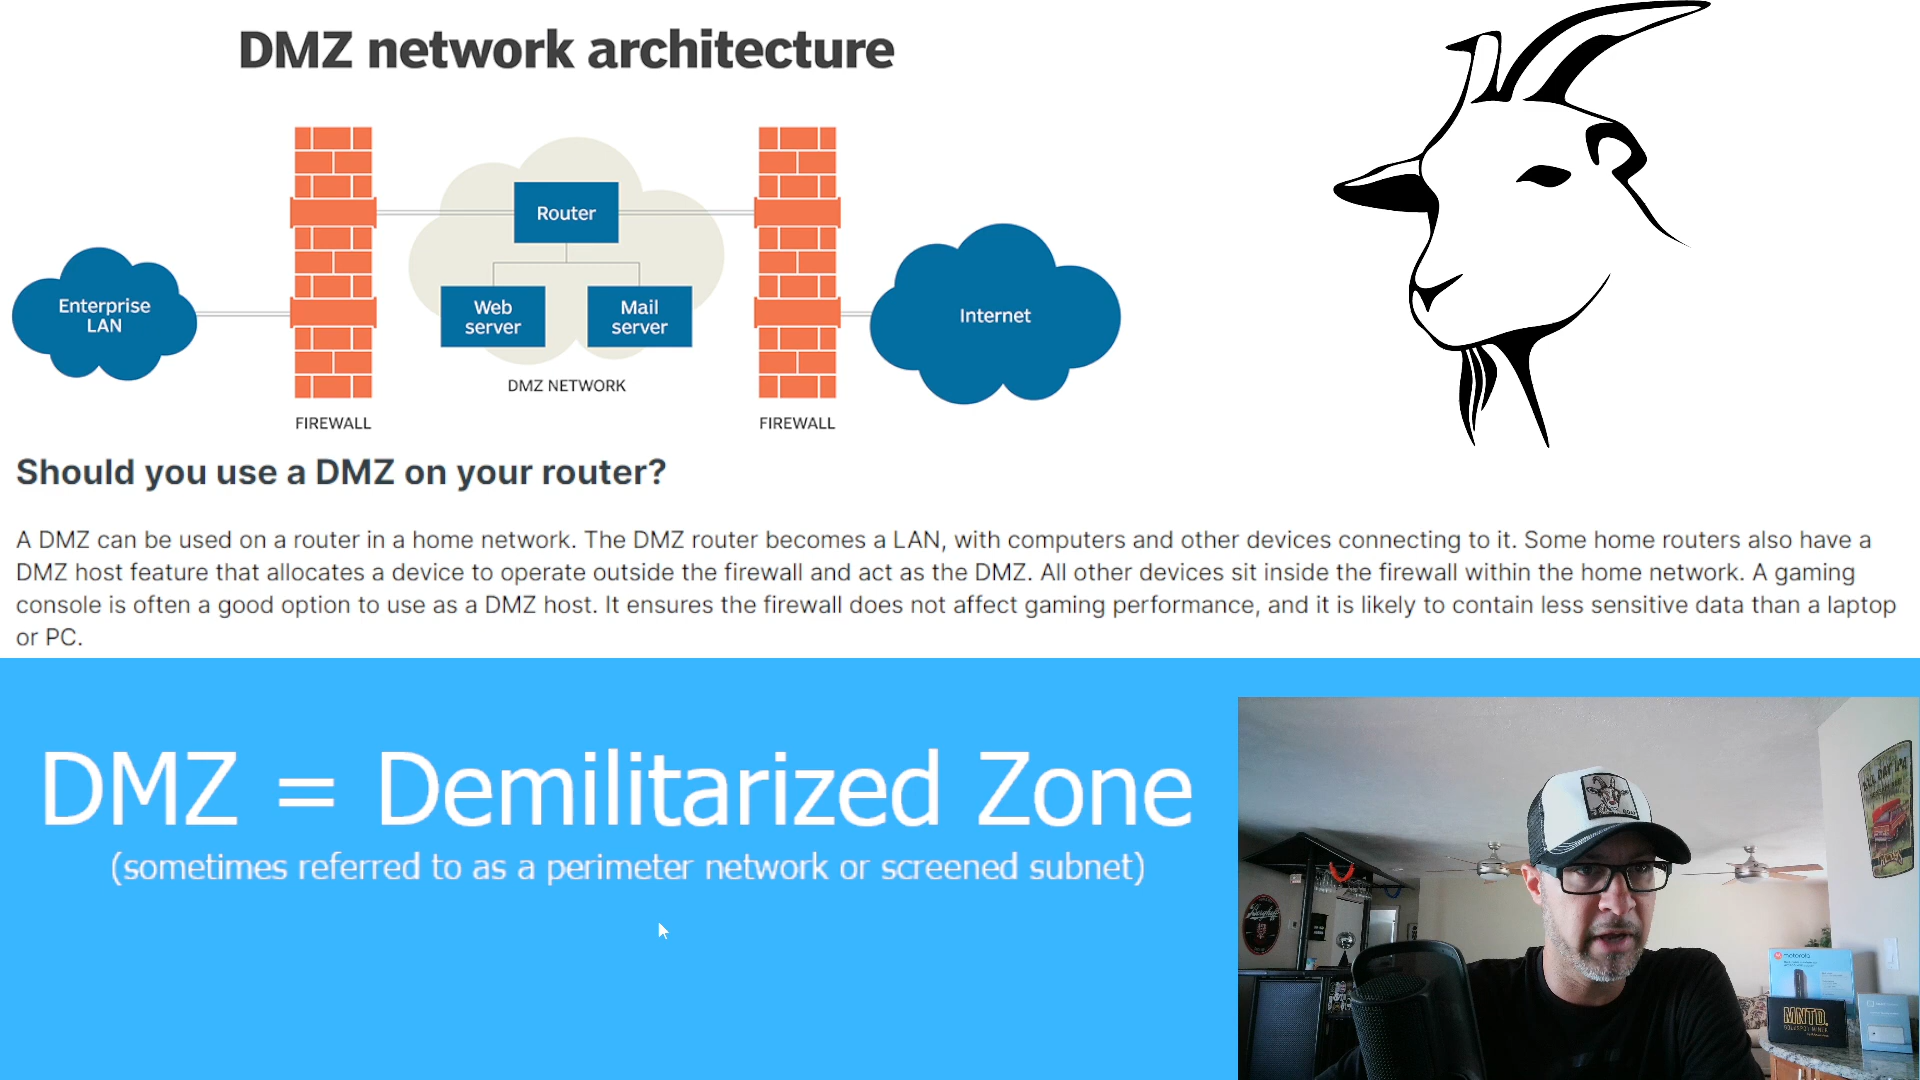 DMZ network architecture
Router
Enterprise
LAN
Web
server
Mail
server
Internet
DMZ NETWORK
FIREWALL
FIREWALL
Should you use a DMZ on your router?
A DMZ can be used on a router in a home network. The DMZ router becomes a LAN, with computers and other devices connecting to it. Some home routers also have a
DMZ host feature that allocates a device to operate outside the firewall and act as the DMZ. All other devices sit inside the firewall within the home network. A gaming
console is often a good option to use as a DMZ host. It ensures the firewall does not affect gaming performance, and it is likely to contain less sensitive data than a laptop
or PC.
DMZ = Demilitarized Zone
(sometimes referred to as a perimeter network or screened subnet)
ALL DAY IPA
Berghoff
motorola
MNTD.